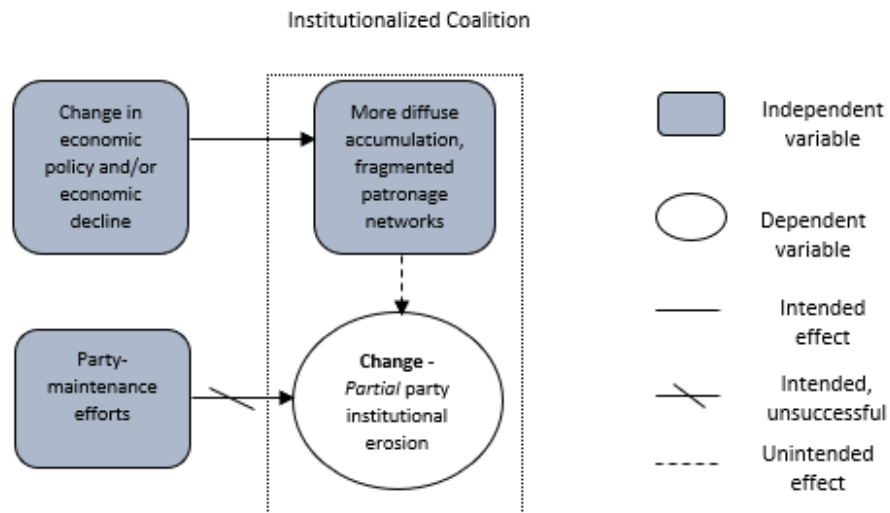 Institutionalized Coalition
Change in
economic
policy and/or
economic
decline
More diffuse
accumulation,
fragmented
patronage
networks
Party-
maintenance
efforts
Change -
Partial party
institutional
erosion
Independent
variable
Dependent
variable
Intended
effect
Intended,
unsuccessful
Unintended
effect